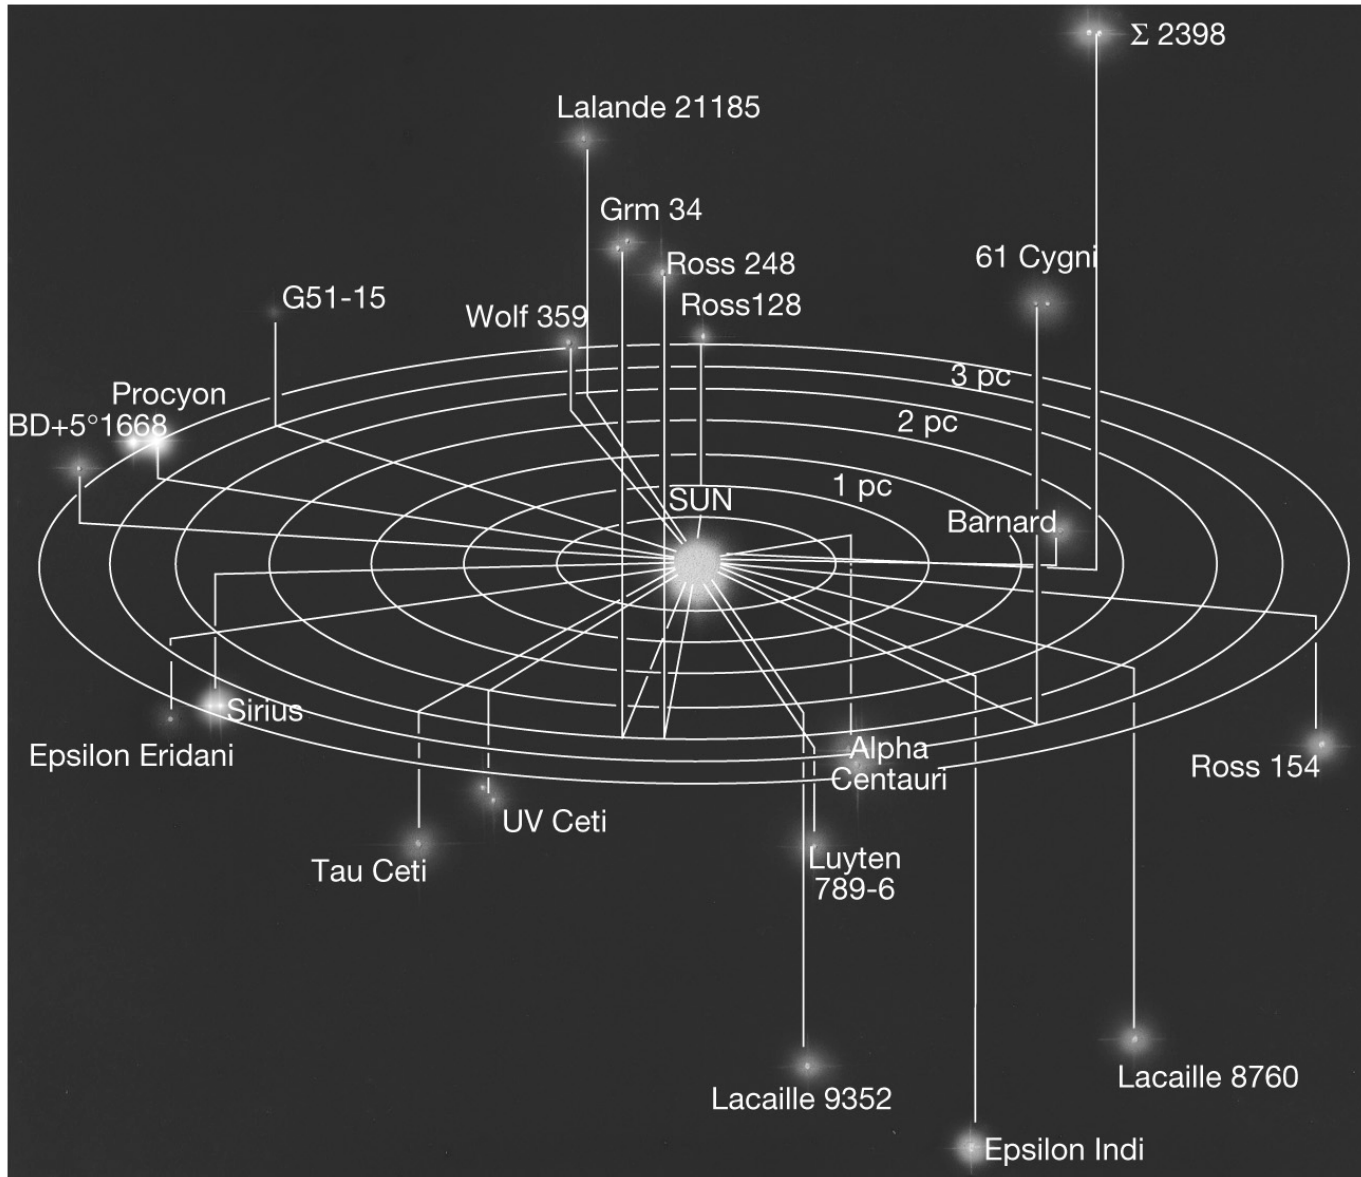 Σ 2398
Lalande 21185
Grm 34
Ross 248
61 Cygni
G51-15
Ross128
Wolf 359
3 pc
Procyon
2 pc
BD+5°1668
1 pc
SUN
Barnard
Sirius
Epsilon Eridani
Alpha
Centauri
Ross 154
UV Ceti
Tau Ceti
Luyten
789-6
Lacaille 8760
Lacaille 9352
Epsilon Indi